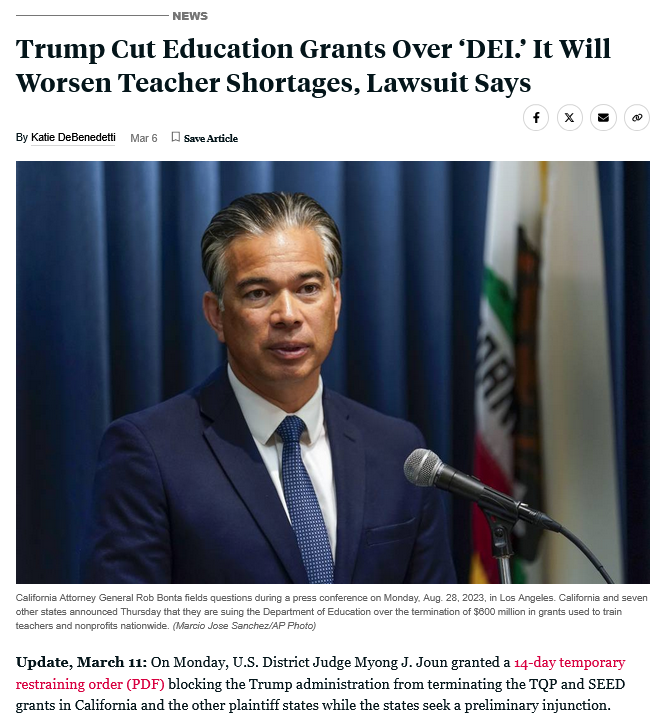 NEWS
Trump Cut Education Grants Over ‘DEI.’ It Will
Worsen Teacher Shortages, Lawsuit Says
By Katie DeBenedetti Mar 6 Save Article
California Attorney General Rob Bonta fields questions during a press conference on Monday, Aug. 28, 2023, in Los Angeles. California and seven
other states announced Thursday that they are suing the Department of Education over the termination of $600 million in grants used to train
teachers and nonprofits nationwide. (Marcio Jose Sanchez/AP Photo)
Update, March 11: On Monday, U.S. District Judge Myong J. Joun granted a 14-day temporary
restraining order (PDF) blocking the Trump administration from terminating the TQP and SEED
grants in California and the other plaintiff states while the states seek a preliminary injunction.